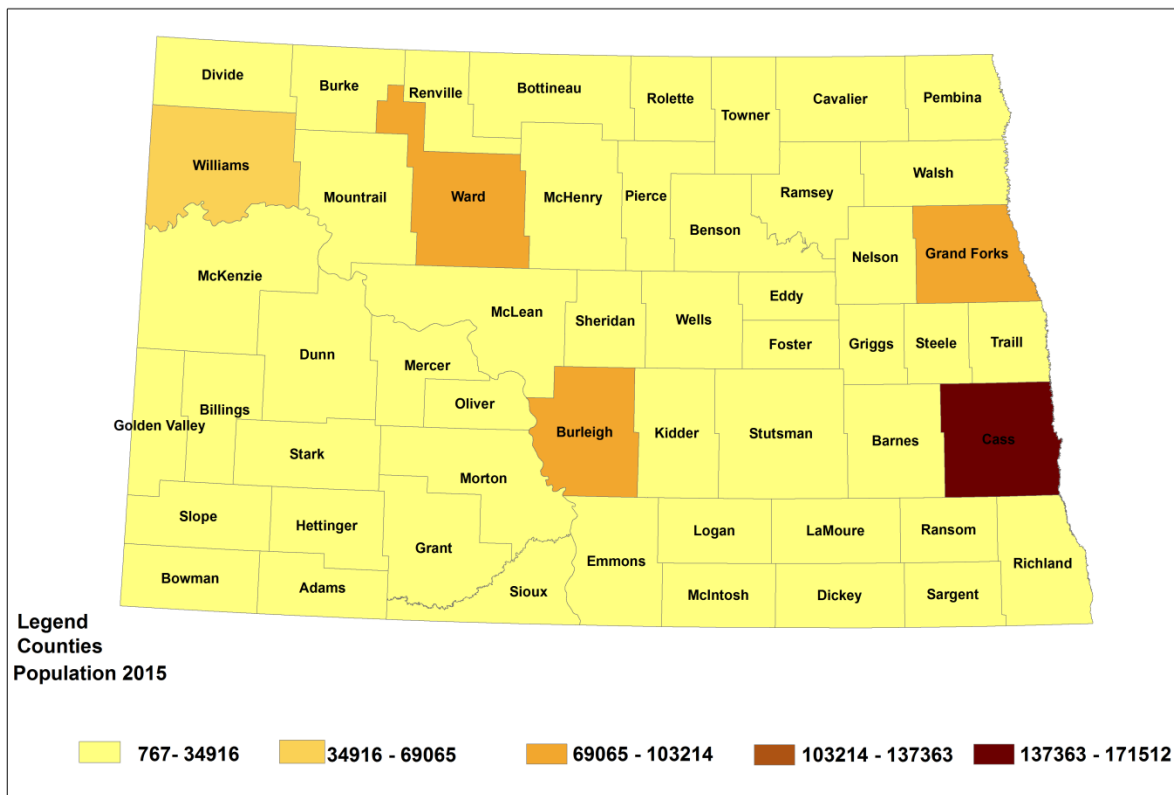 Divide
Burke
Renville
Bottineau
Rolette
Towner
Cavalier
Pembina
Williams
Mountrail
Ward
McHenry
Pierce
Benson
Ramsey
Walsh
Nelson
Grand Forks
McKenzie
Dunn
McLean
Sheridan
Wells
Eddy
Foster
Griggs
Steele
Traill
Mercer
Oliver
Golden Valley
Billings
Stark
Morton
Burleigh
Kidder
Stutsman
Barnes
Cass
Slope
Hettinger
Grant
Bowman
Adams
Sioux
Emmons
Logan
LaMoure
Ransom
Richland
McIntosh
Dickey
Sargent
Legend
Counties
Population 2015
767- 34916
34916 - 69065
69065 - 103214
103214 - 137363
137363 - 171512